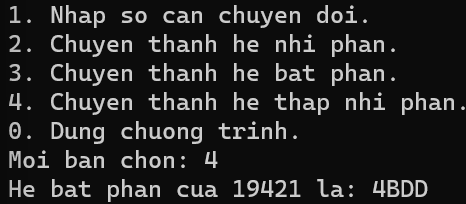 1. Nhap so can chuyen doi.
2. Chuyen thanh he nhi phan.
3. Chuyen thanh he bat phan.
4. Chuyen thanh he thap nhi phan.
0. Dung chuong trinh.
Moi ban chon: 4
He bat phan cua 19421 la: 4BDD